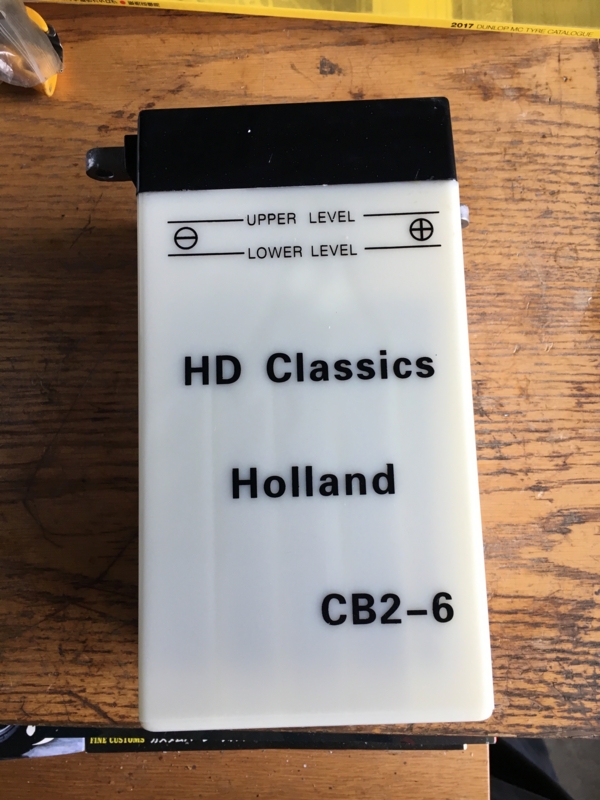 2017 DUNLOP MC TYRE CATALOGUE
UPPER LEVEL
⊖ ⊕
LOWER LEVEL
HD Classics
Holland
CB2-6
FINE CUSTOMS